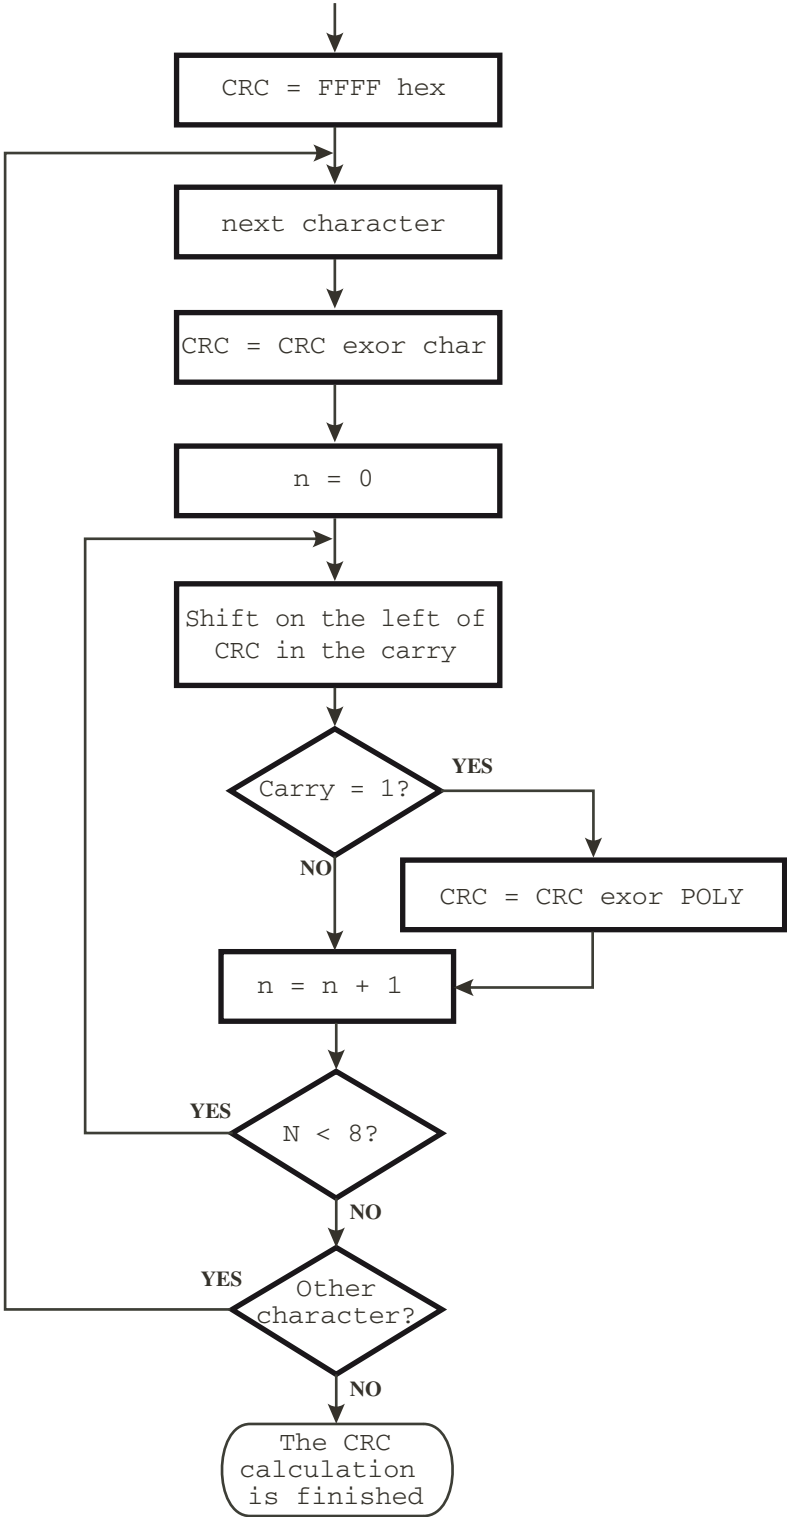 CRC = FFFF hex
next character
CRC = CRC exor char
n = 0
Shift on the left of
CRC in the carry
Carry = 1?
YES
NO
CRC = CRC exor POLY
n = n + 1
YES
N < 8?
NO
YES
Other
character?
NO
The CRC
calculation
is finished